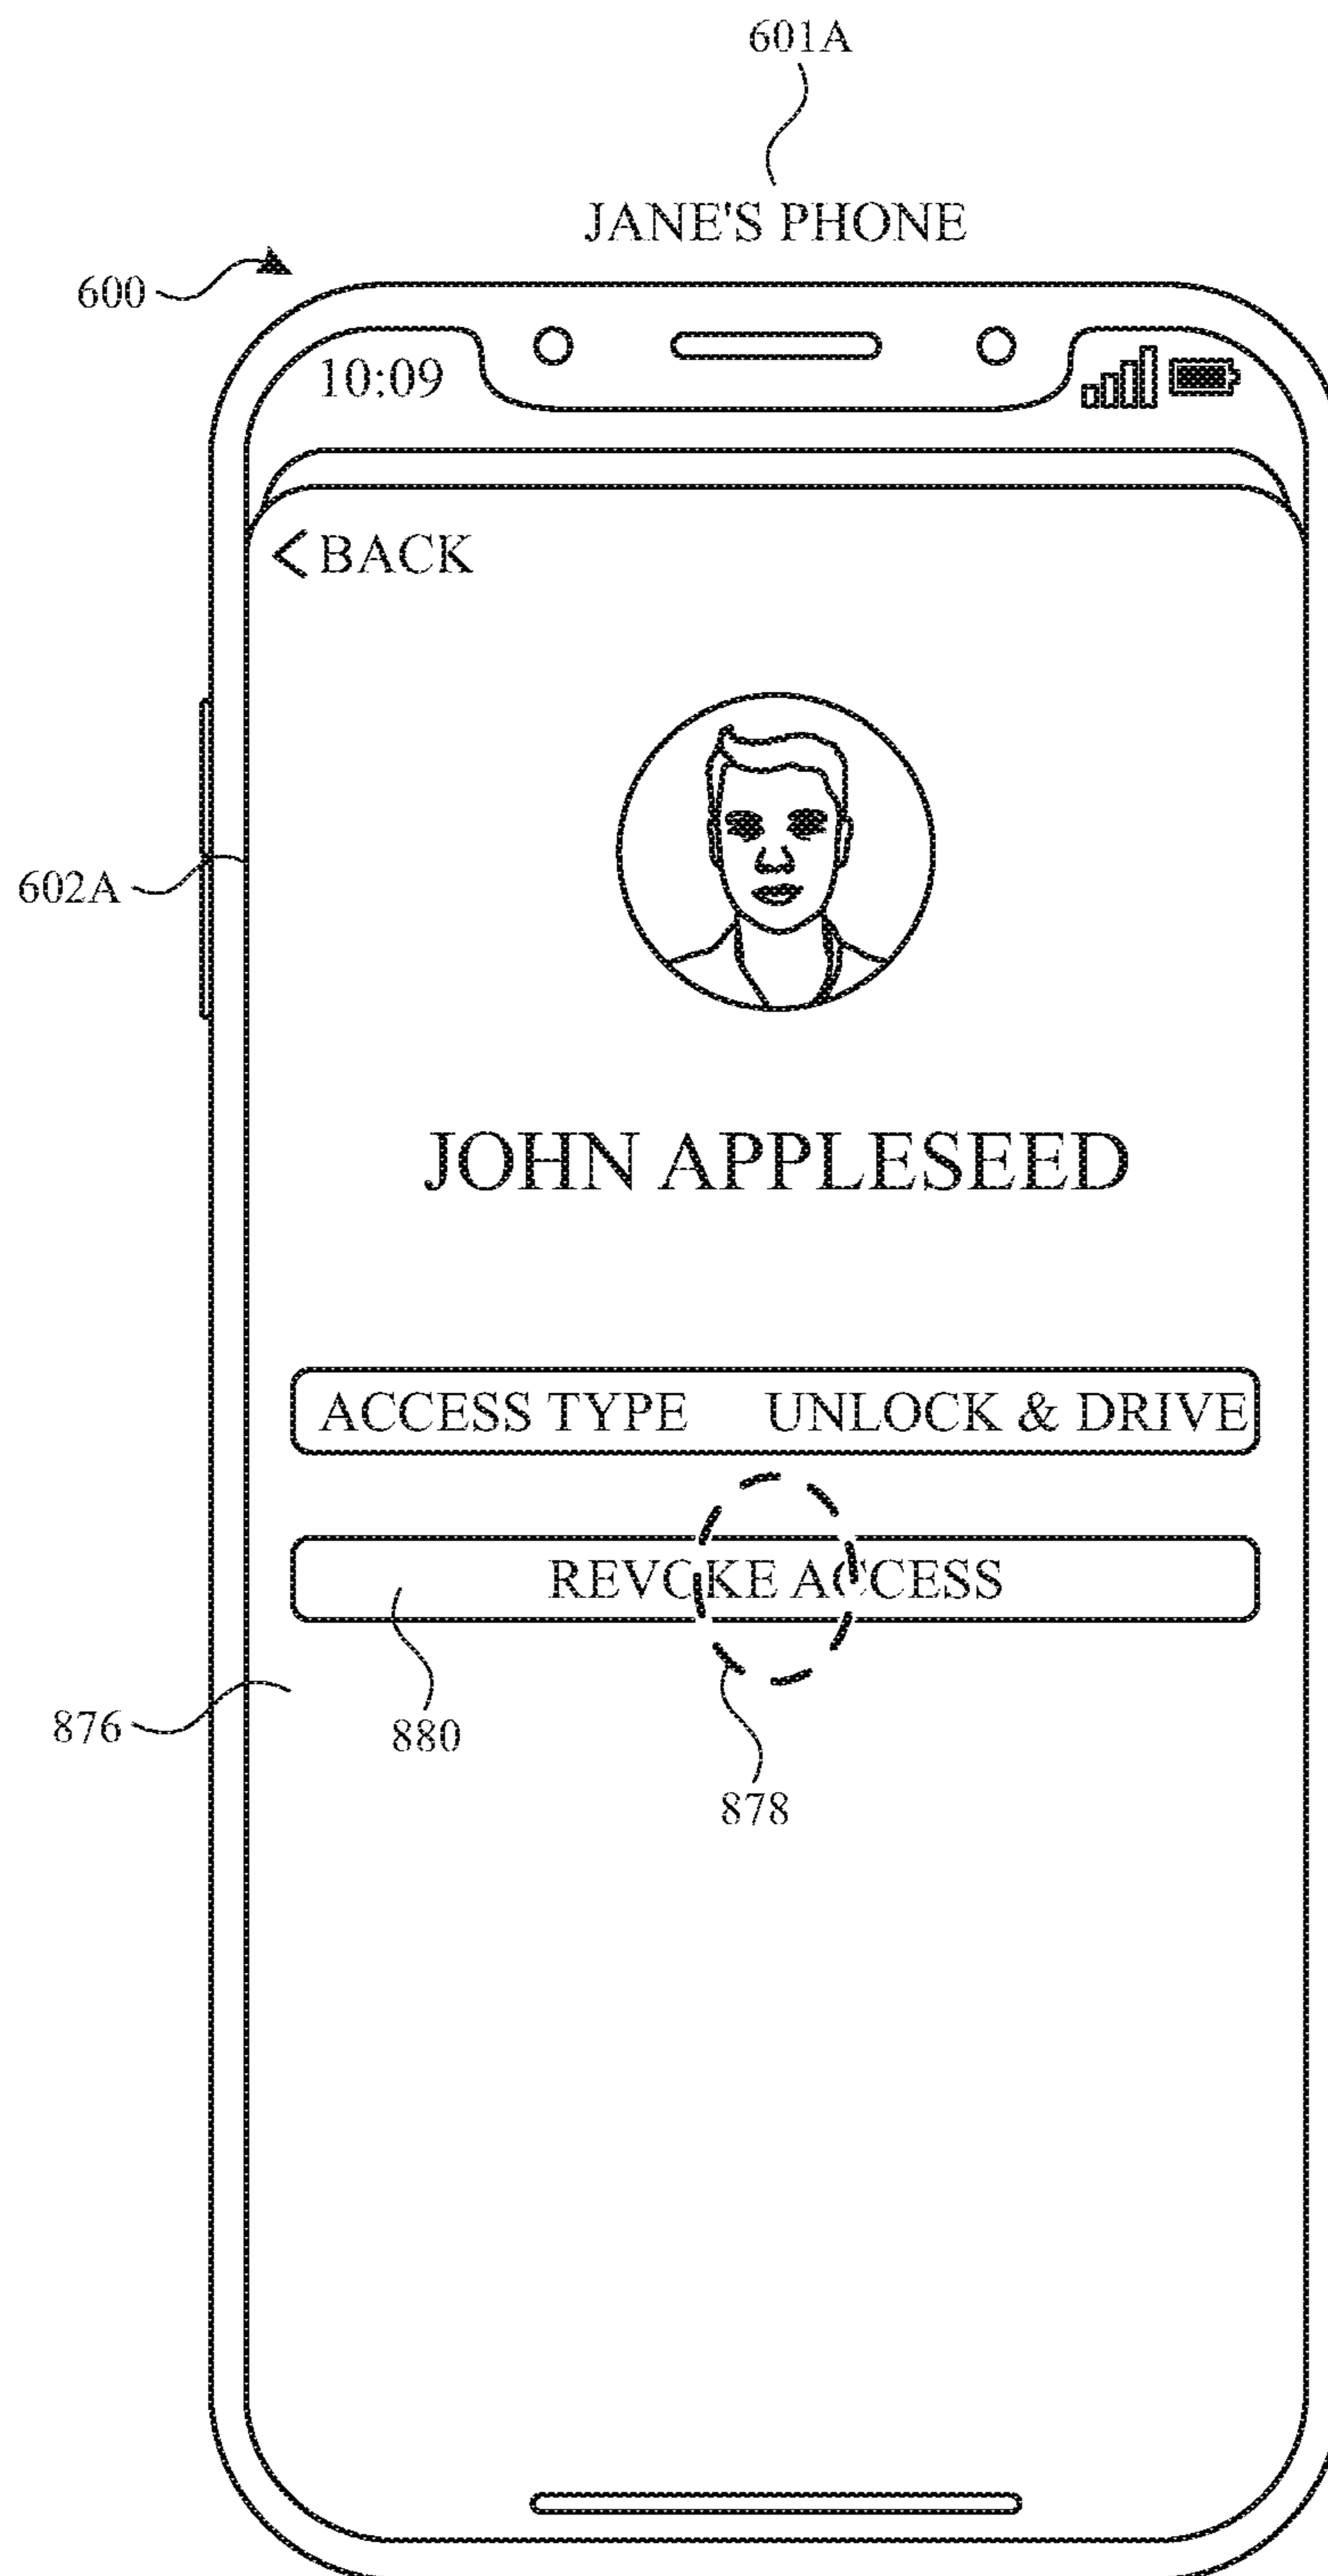 601A
JANE'S PHONE
600
10:09
< BACK
602A
JOHN APPLESEED
ACCESS TYPE UNLOCK & DRIVE
REVOKE ACCESS
876
880
878